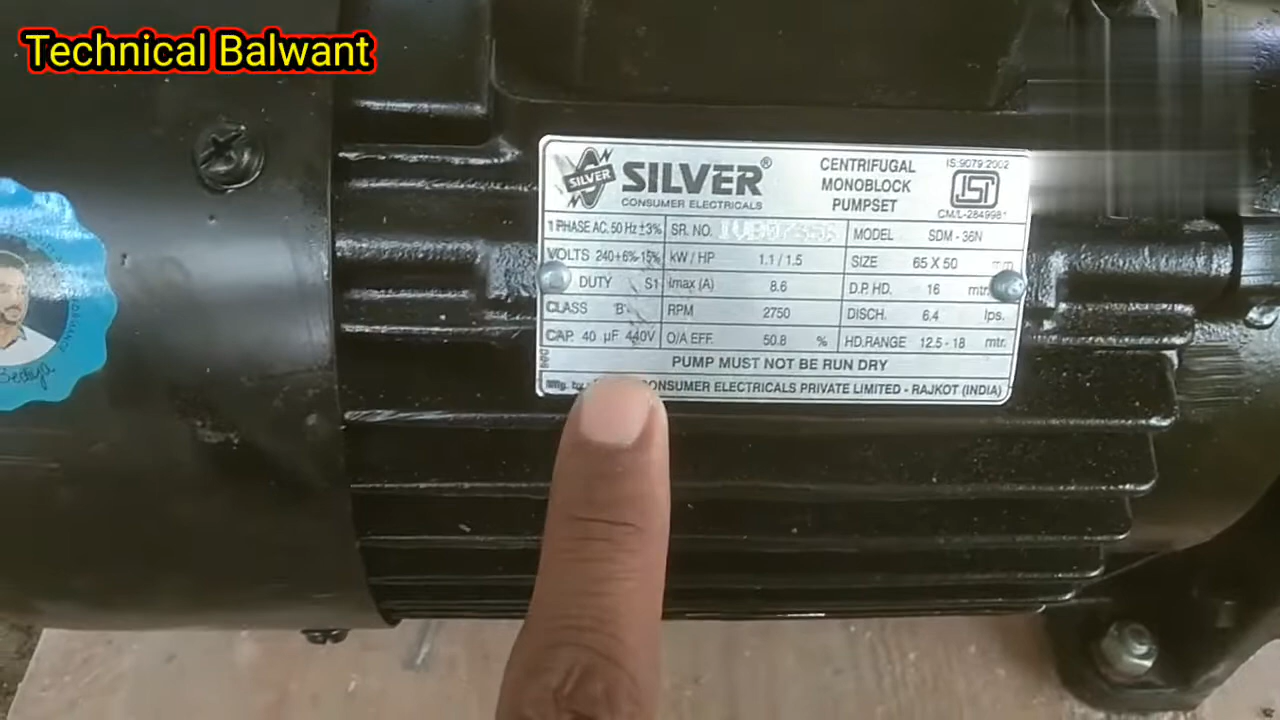 Technical Balwant
SILVER
SILVER®
CONSUMER ELECTRICALS
CENTRIFUGAL
MONOBLOCK
PUMPSET
IS:9079:2002
ISI
CM/L-2849981
1 PHASE AC. 50 Hz ±3% SR. NO. MODEL SDM - 36N
VOLTS 240+6%-15% kW / HP 1.1 / 1.5 SIZE 65 X 50 mm
DUTY S1 Imax (A) 8.6 D.P. HD. 16 mtr.
CLASS 'B' RPM 2750 DISCH. 6.4 lps.
CAP. 40 µF 440V O/A EFF. 50.8 % HD.RANGE 12.5 - 18 mtr.
PUMP MUST NOT BE RUN DRY
Mfg. by CONSUMER ELECTRICALS PRIVATE LIMITED - RAJKOT (INDIA)